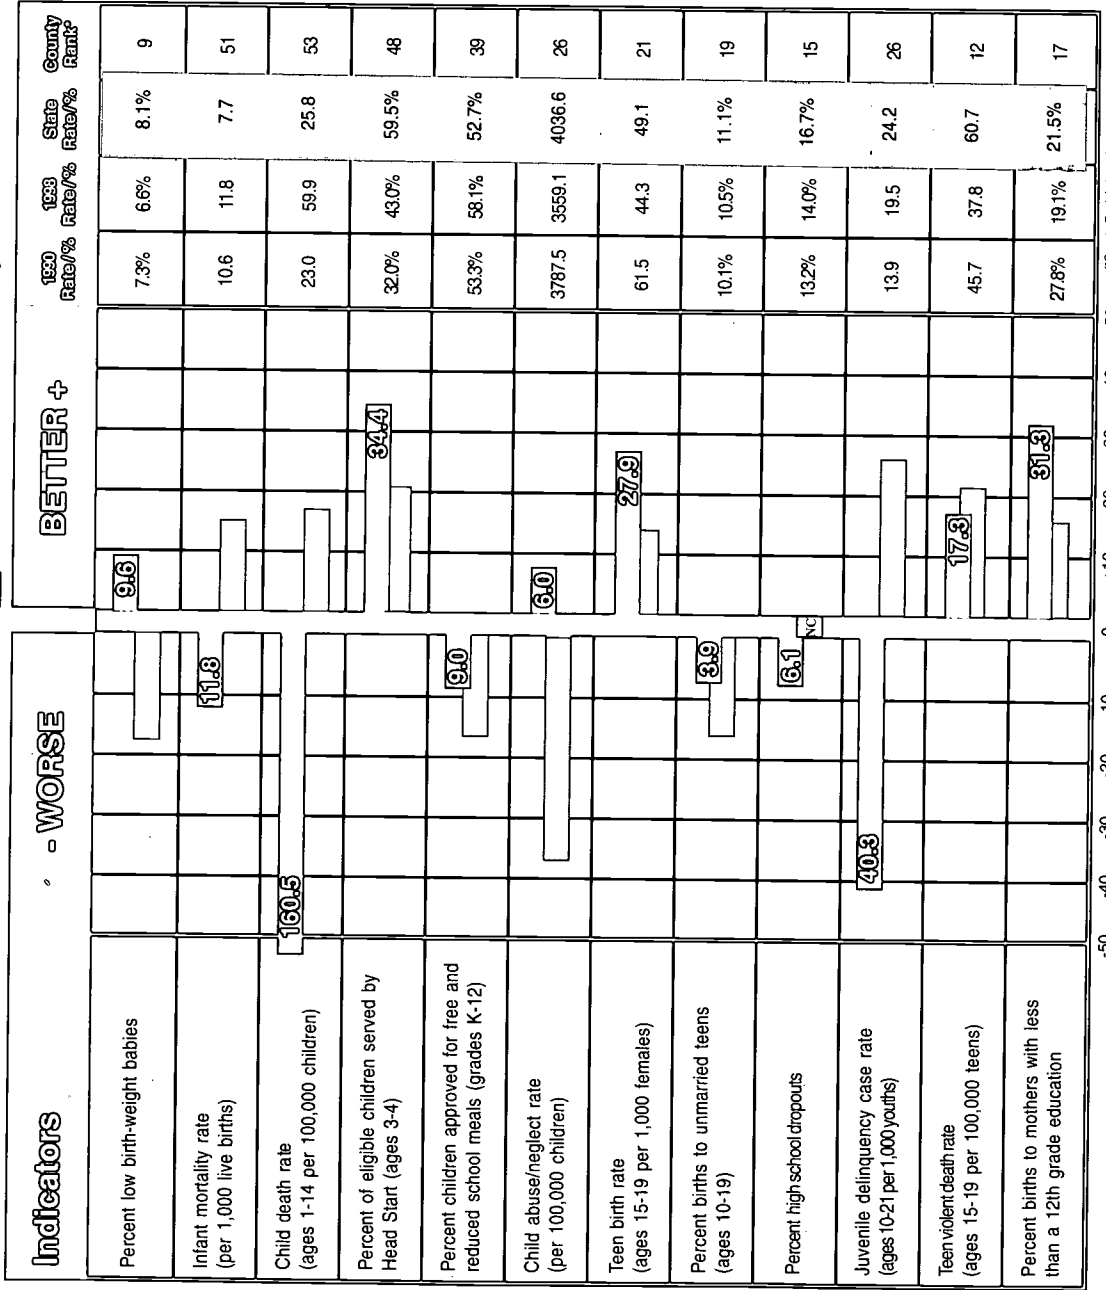 Indicators
- WORSE
BETTER +
1990 Rate/%
1998 Rate/%
State Rate/%
County Rank*
Percent low birth-weight babies
9.6
7.3%
6.6%
8.1%
9
Infant mortality rate
(per 1,000 live births)
11.8
10.6
11.8
7.7
51
Child death rate
(ages 1-14 per 100,000 children)
160.5
23.0
59.9
25.8
53
Percent of eligible children served by
Head Start (ages 3-4)
34.4
32.0%
43.0%
59.5%
48
Percent children approved for free and
reduced school meals (grades K-12)
9.0
53.3%
58.1%
52.7%
39
Child abuse/neglect rate
(per 100,000 children)
6.0
3787.5
3559.1
4036.6
26
Teen birth rate
(ages 15-19 per 1,000 females)
27.9
61.5
44.3
49.1
21
Percent births to unmarried teens
(ages 10-19)
3.9
10.1%
10.5%
11.1%
19
Percent high school dropouts
6.1
NC
13.2%
14.0%
16.7%
15
Juvenile delinquency case rate
(ages 10-21 per 1,000 youths)
40.3
13.9
19.5
24.2
26
Teen violent death rate
(ages 15-19 per 100,000 teens)
17.3
45.7
37.8
60.7
12
Percent births to mothers with less
than a 12th grade education
31.3
27.8%
19.1%
21.5%
17
-50 -40 -30 -20 -10 0 +10